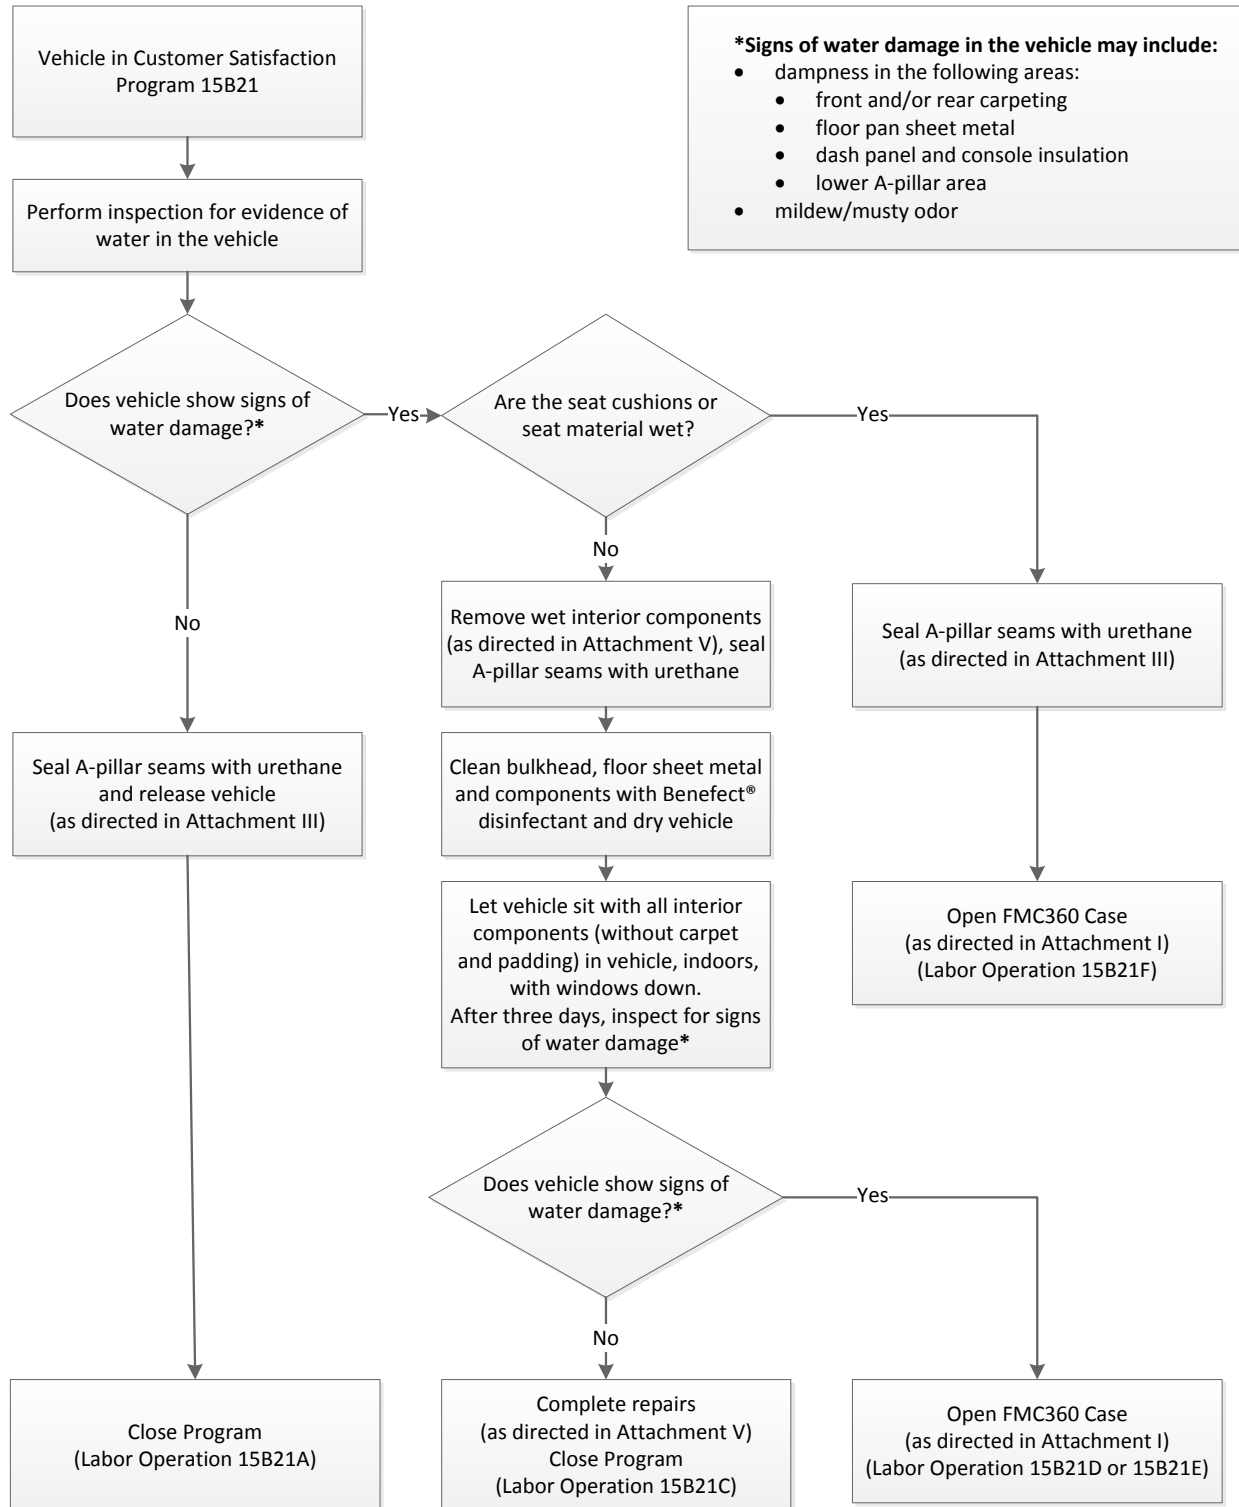 Vehicle in Customer Satisfaction
Program 15B21
*Signs of water damage in the vehicle may include:
• dampness in the following areas:
• front and/or rear carpeting
• floor pan sheet metal
• dash panel and console insulation
• lower A-pillar area
• mildew/musty odor
Perform inspection for evidence of
water in the vehicle
Does vehicle show signs of
water damage?*
Yes
Are the seat cushions or
seat material wet?
Yes
No
No
Remove wet interior components
(as directed in Attachment V), seal
A-pillar seams with urethane
Seal A-pillar seams with urethane
(as directed in Attachment III)
Seal A-pillar seams with urethane
and release vehicle
(as directed in Attachment III)
Clean bulkhead, floor sheet metal
and components with Benefect®
disinfectant and dry vehicle
Let vehicle sit with all interior
components (without carpet
and padding) in vehicle, indoors,
with windows down.
After three days, inspect for signs
of water damage*
Open FMC360 Case
(as directed in Attachment I)
(Labor Operation 15B21F)
Does vehicle show signs of
water damage?*
Yes
No
Close Program
(Labor Operation 15B21A)
Complete repairs
(as directed in Attachment V)
Close Program
(Labor Operation 15B21C)
Open FMC360 Case
(as directed in Attachment I)
(Labor Operation 15B21D or 15B21E)